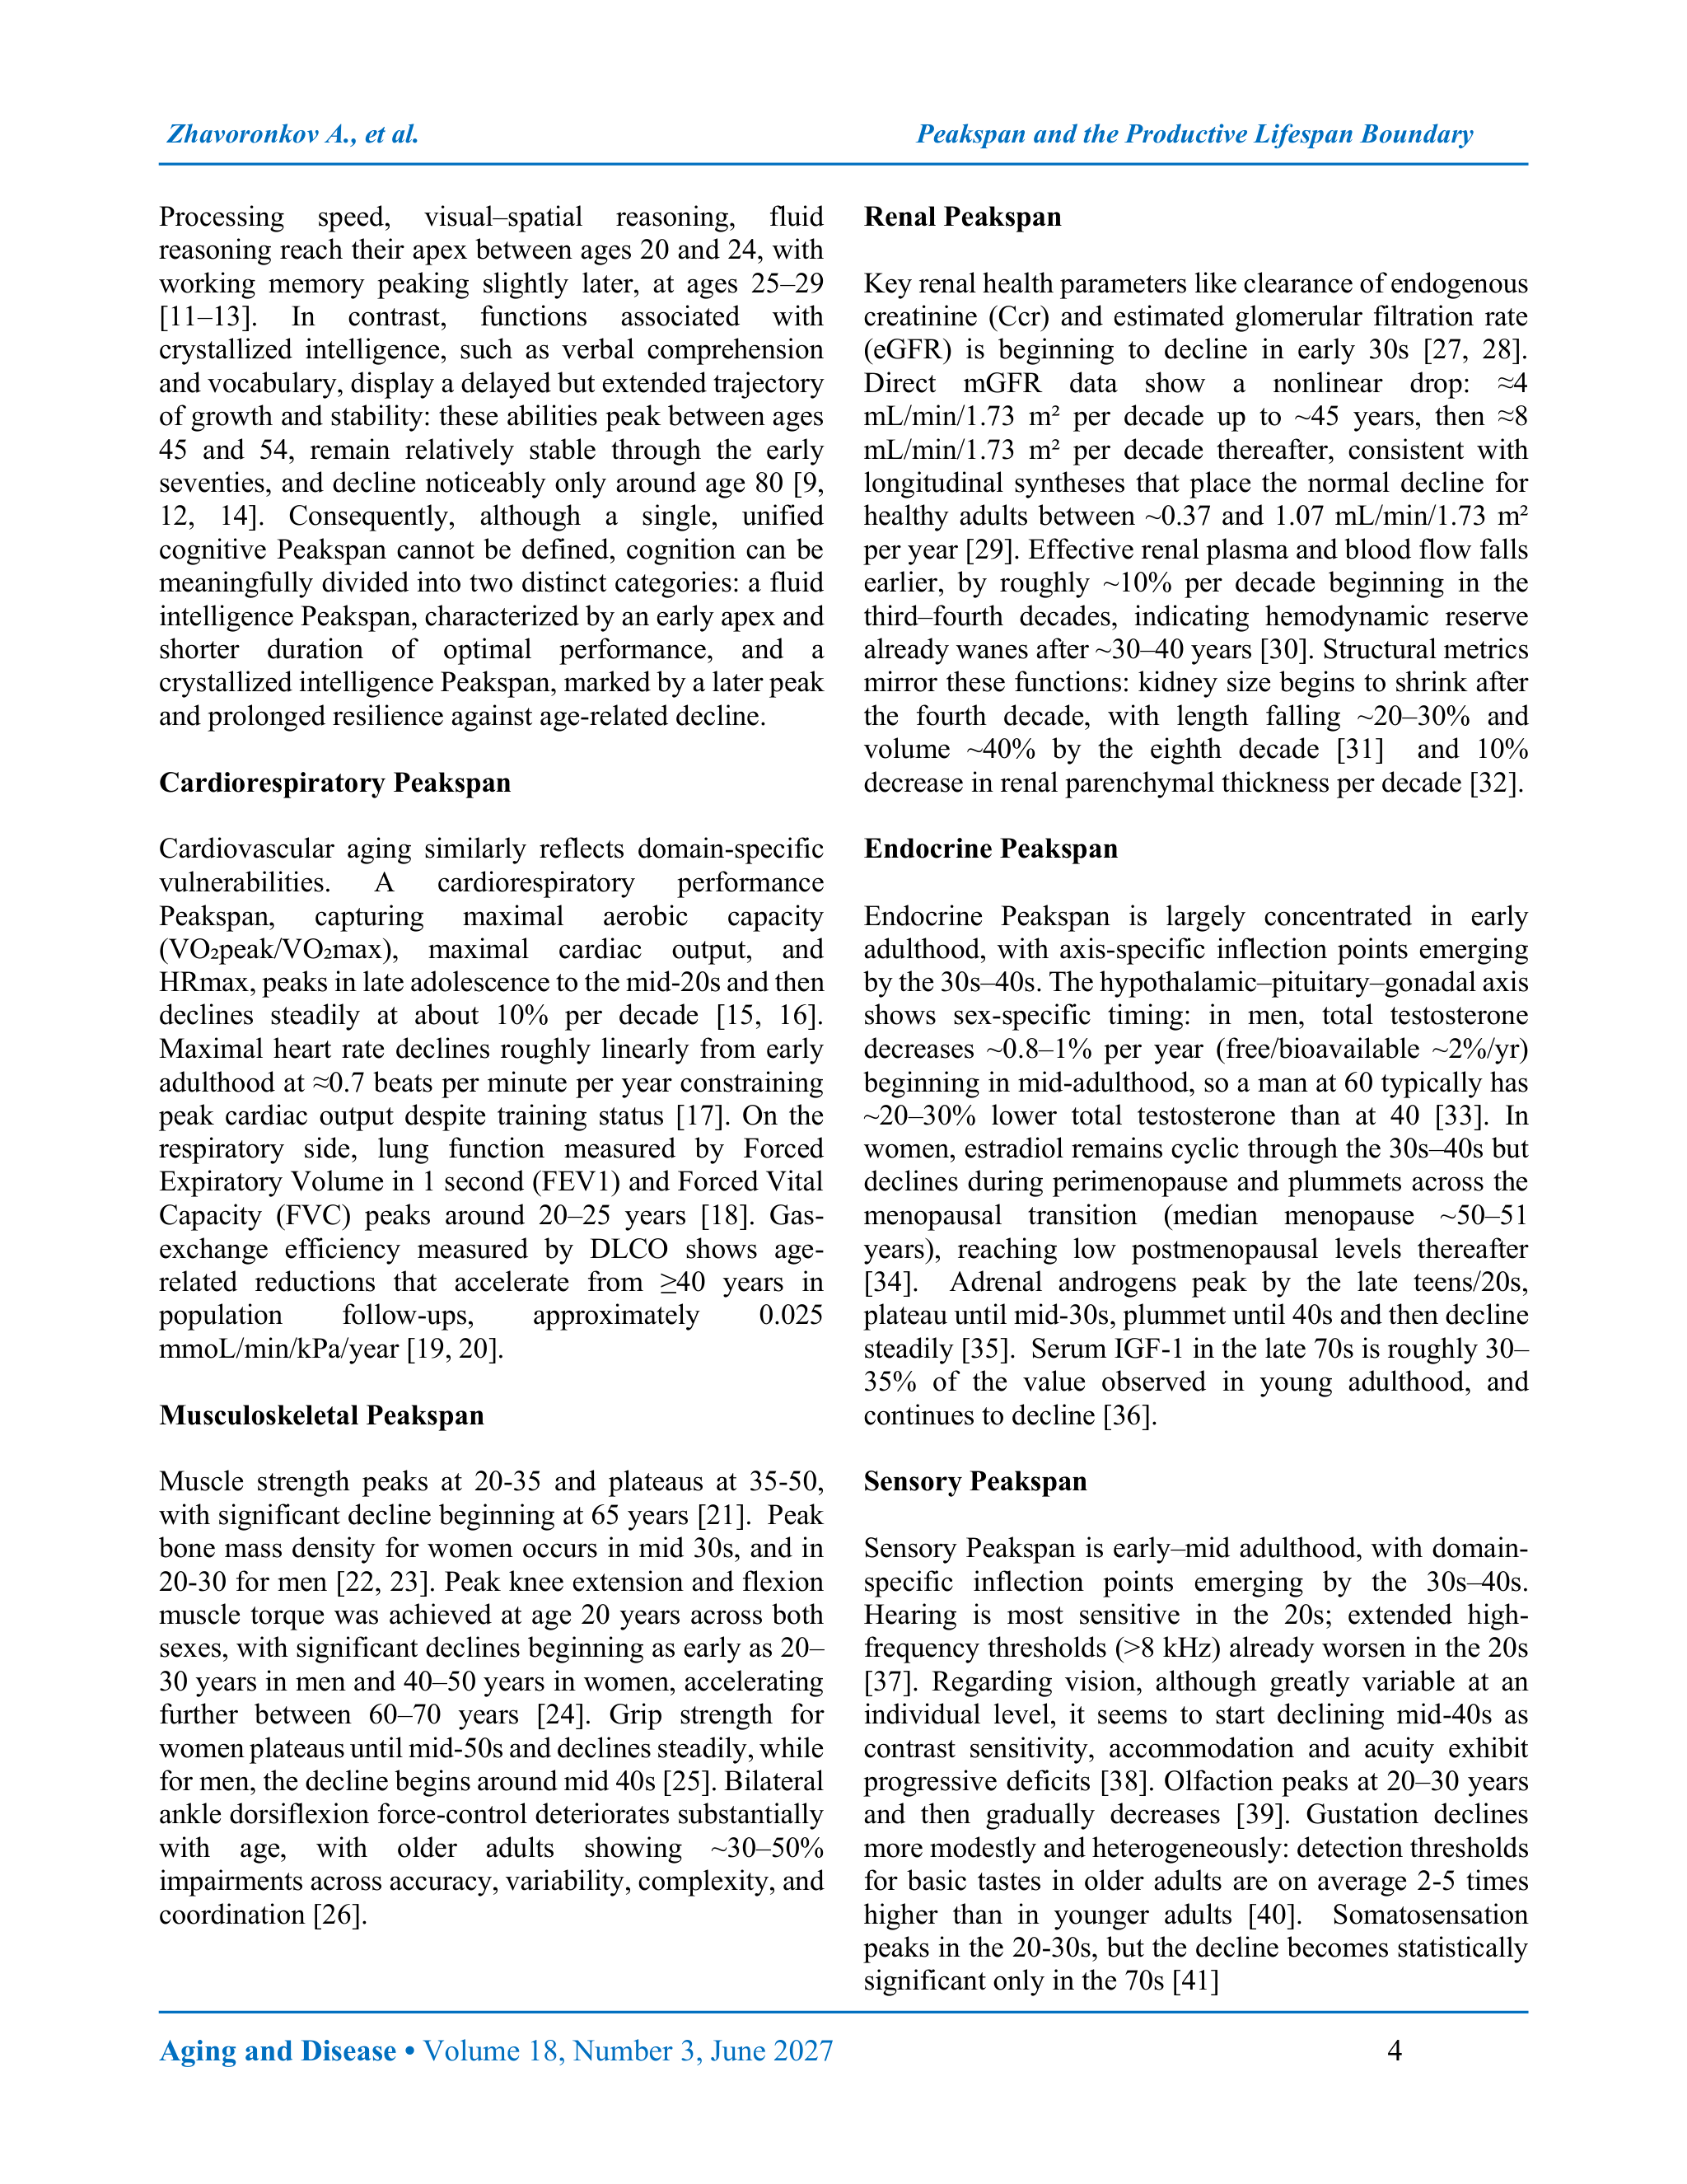 Zhavoronkov A., et al.
Peakspan and the Productive Lifespan Boundary
Processing speed, visual–spatial reasoning, fluid
reasoning reach their apex between ages 20 and 24, with
working memory peaking slightly later, at ages 25–29
[11–13]. In contrast, functions associated with
crystallized intelligence, such as verbal comprehension
and vocabulary, display a delayed but extended trajectory
of growth and stability: these abilities peak between ages
45 and 54, remain relatively stable through the early
seventies, and decline noticeably only around age 80 [9,
12, 14]. Consequently, although a single, unified
cognitive Peakspan cannot be defined, cognition can be
meaningfully divided into two distinct categories: a fluid
intelligence Peakspan, characterized by an early apex and
shorter duration of optimal performance, and a
crystallized intelligence Peakspan, marked by a later peak
and prolonged resilience against age-related decline.
Cardiorespiratory Peakspan
Cardiovascular aging similarly reflects domain-specific
vulnerabilities. A cardiorespiratory performance
Peakspan, capturing maximal aerobic capacity
(VO₂peak/VO₂max), maximal cardiac output, and
HRmax, peaks in late adolescence to the mid-20s and then
declines steadily at about 10% per decade [15, 16].
Maximal heart rate declines roughly linearly from early
adulthood at ≈0.7 beats per minute per year constraining
peak cardiac output despite training status [17]. On the
respiratory side, lung function measured by Forced
Expiratory Volume in 1 second (FEV1) and Forced Vital
Capacity (FVC) peaks around 20–25 years [18]. Gas-
exchange efficiency measured by DLCO shows age-
related reductions that accelerate from ≥40 years in
population follow-ups, approximately 0.025
mmoL/min/kPa/year [19, 20].
Musculoskeletal Peakspan
Muscle strength peaks at 20-35 and plateaus at 35-50,
with significant decline beginning at 65 years [21]. Peak
bone mass density for women occurs in mid 30s, and in
20-30 for men [22, 23]. Peak knee extension and flexion
muscle torque was achieved at age 20 years across both
sexes, with significant declines beginning as early as 20–
30 years in men and 40–50 years in women, accelerating
further between 60–70 years [24]. Grip strength for
women plateaus until mid-50s and declines steadily, while
for men, the decline begins around mid 40s [25]. Bilateral
ankle dorsiflexion force-control deteriorates substantially
with age, with older adults showing ~30–50%
impairments across accuracy, variability, complexity, and
coordination [26].
Renal Peakspan
Key renal health parameters like clearance of endogenous
creatinine (Ccr) and estimated glomerular filtration rate
(eGFR) is beginning to decline in early 30s [27, 28].
Direct mGFR data show a nonlinear drop: ≈4
mL/min/1.73 m² per decade up to ~45 years, then ≈8
mL/min/1.73 m² per decade thereafter, consistent with
longitudinal syntheses that place the normal decline for
healthy adults between ~0.37 and 1.07 mL/min/1.73 m²
per year [29]. Effective renal plasma and blood flow falls
earlier, by roughly ~10% per decade beginning in the
third–fourth decades, indicating hemodynamic reserve
already wanes after ~30–40 years [30]. Structural metrics
mirror these functions: kidney size begins to shrink after
the fourth decade, with length falling ~20–30% and
volume ~40% by the eighth decade [31] and 10%
decrease in renal parenchymal thickness per decade [32].
Endocrine Peakspan
Endocrine Peakspan is largely concentrated in early
adulthood, with axis-specific inflection points emerging
by the 30s–40s. The hypothalamic–pituitary–gonadal axis
shows sex-specific timing: in men, total testosterone
decreases ~0.8–1% per year (free/bioavailable ~2%/yr)
beginning in mid-adulthood, so a man at 60 typically has
~20–30% lower total testosterone than at 40 [33]. In
women, estradiol remains cyclic through the 30s–40s but
declines during perimenopause and plummets across the
menopausal transition (median menopause ~50–51
years), reaching low postmenopausal levels thereafter
[34]. Adrenal androgens peak by the late teens/20s,
plateau until mid-30s, plummet until 40s and then decline
steadily [35]. Serum IGF-1 in the late 70s is roughly 30–
35% of the value observed in young adulthood, and
continues to decline [36].
Sensory Peakspan
Sensory Peakspan is early–mid adulthood, with domain-
specific inflection points emerging by the 30s–40s.
Hearing is most sensitive in the 20s; extended high-
frequency thresholds (>8 kHz) already worsen in the 20s
[37]. Regarding vision, although greatly variable at an
individual level, it seems to start declining mid-40s as
contrast sensitivity, accommodation and acuity exhibit
progressive deficits [38]. Olfaction peaks at 20–30 years
and then gradually decreases [39]. Gustation declines
more modestly and heterogeneously: detection thresholds
for basic tastes in older adults are on average 2-5 times
higher than in younger adults [40]. Somatosensation
peaks in the 20-30s, but the decline becomes statistically
significant only in the 70s [41]
Aging and Disease • Volume 18, Number 3, June 2027
4